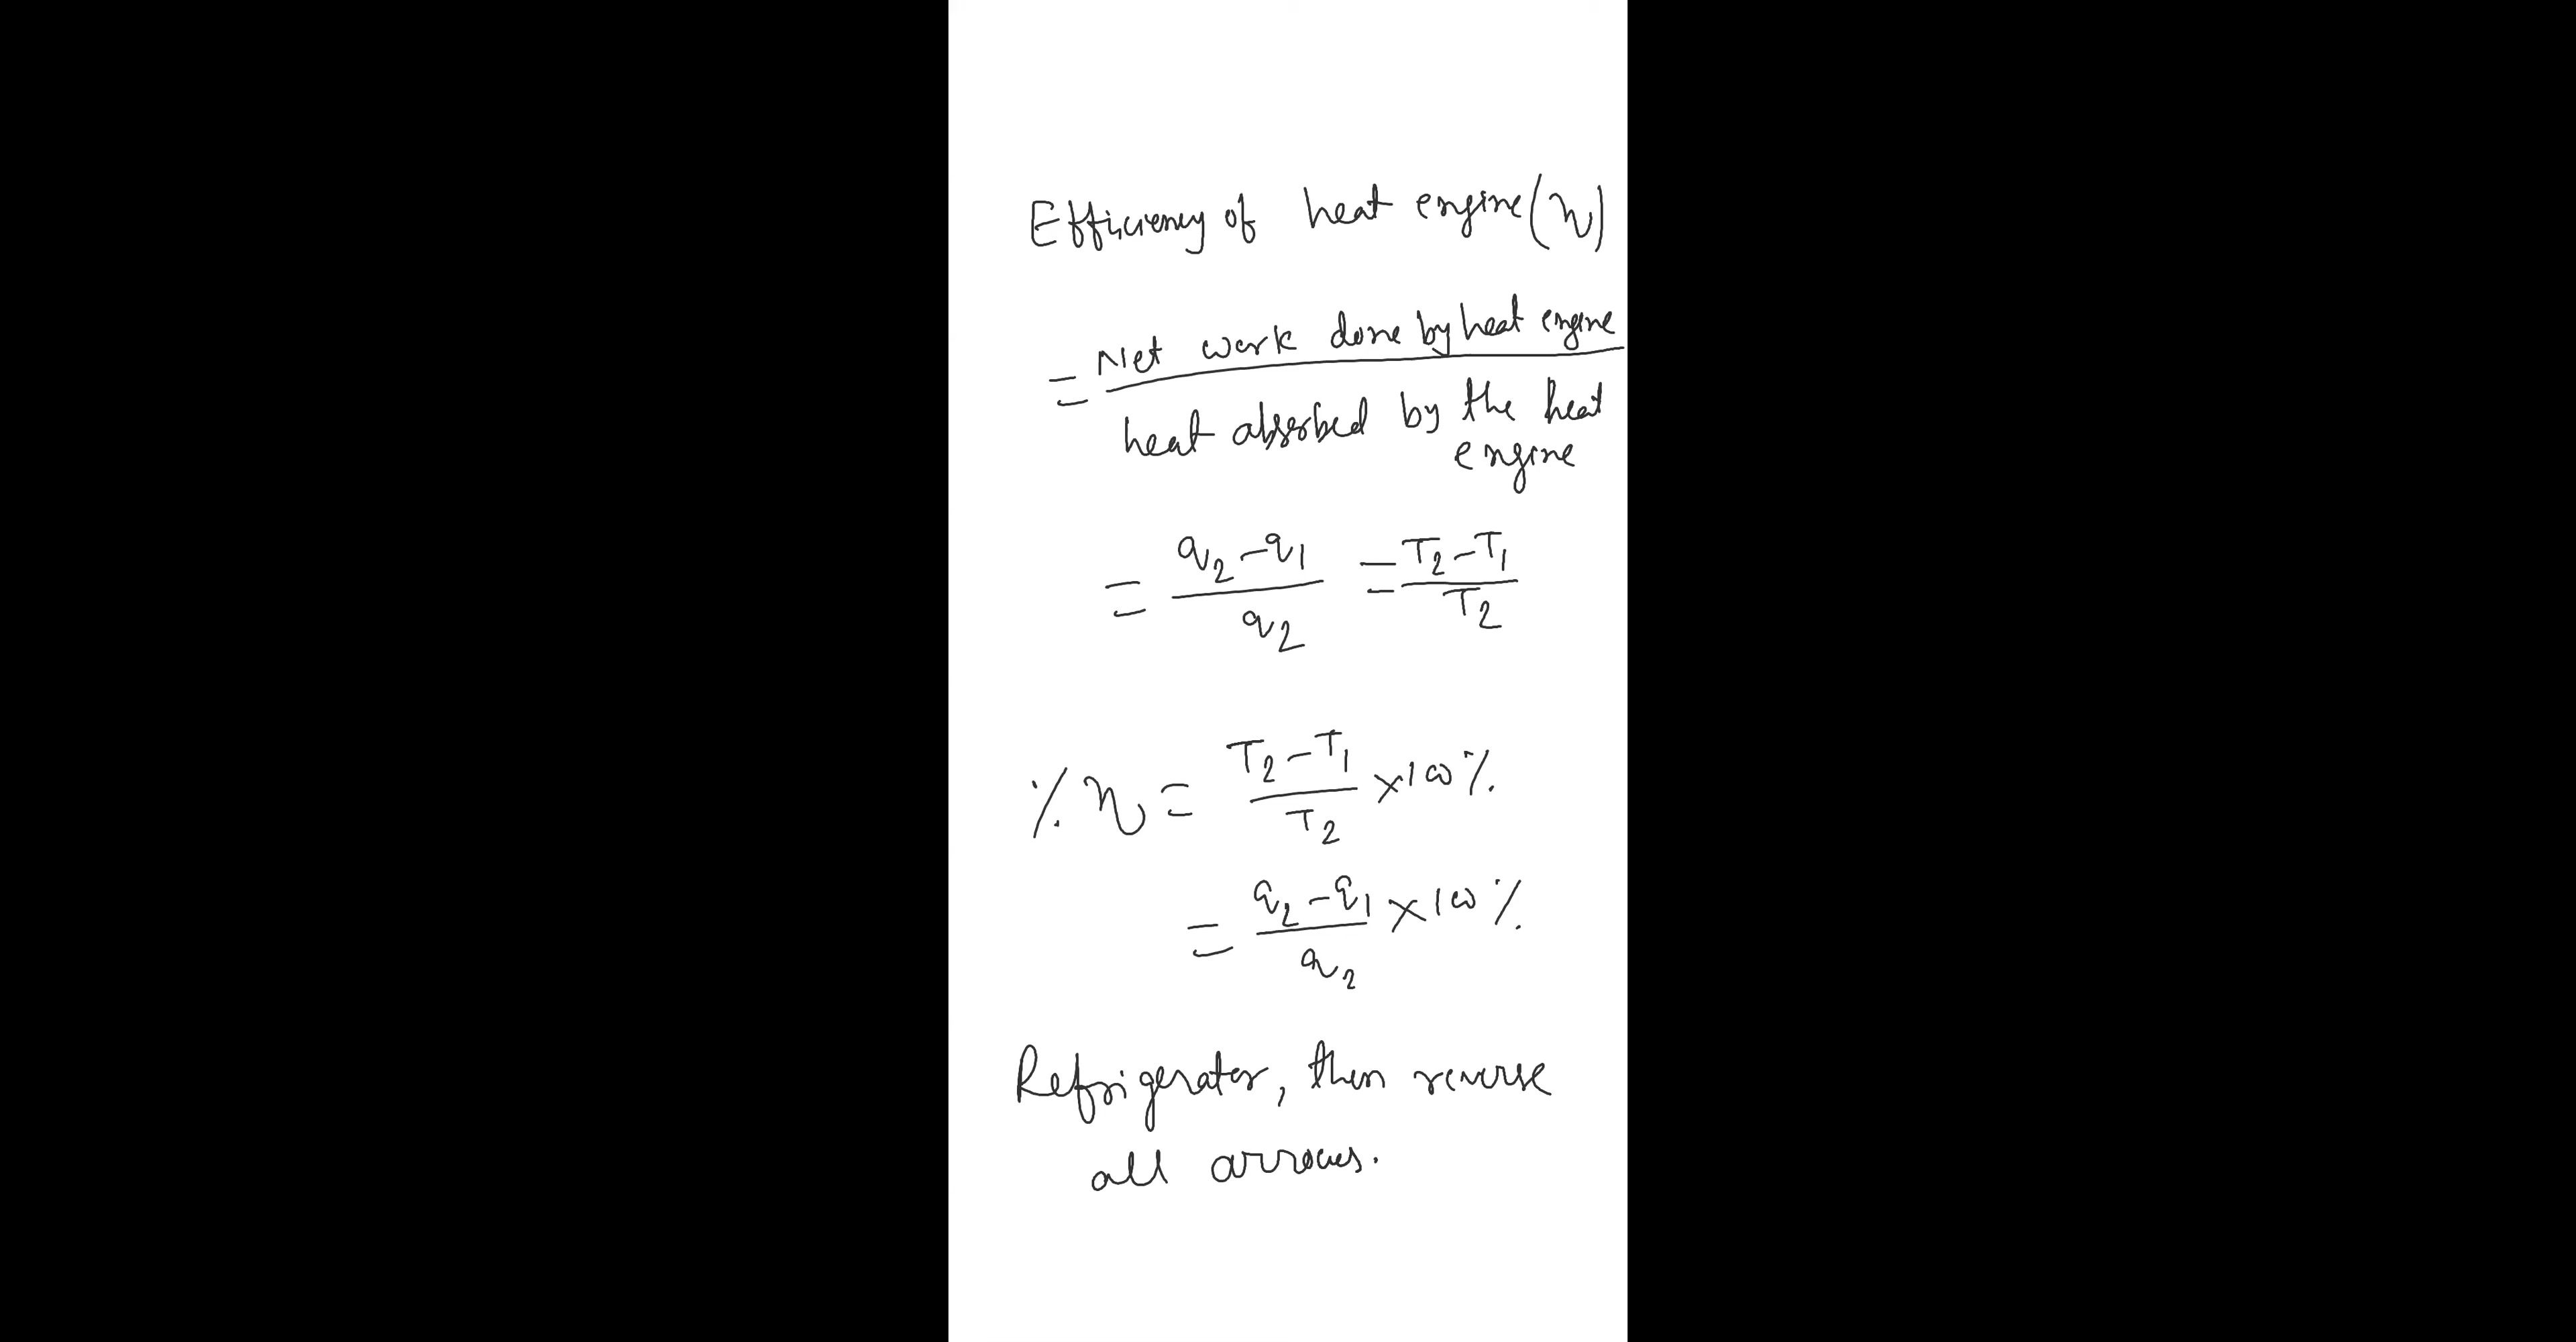 Efficiency of heat engine (η)
= Net work done by heat engine
heat absorbed by the heat
engine
= q₂ - q₁ / q₂ = T₂ - T₁ / T₂
% η = T₂ - T₁ / T₂ × 100 %
= q₂ - q₁ / q₂ × 100 %
Refrigerator, then reverse
all arrows.